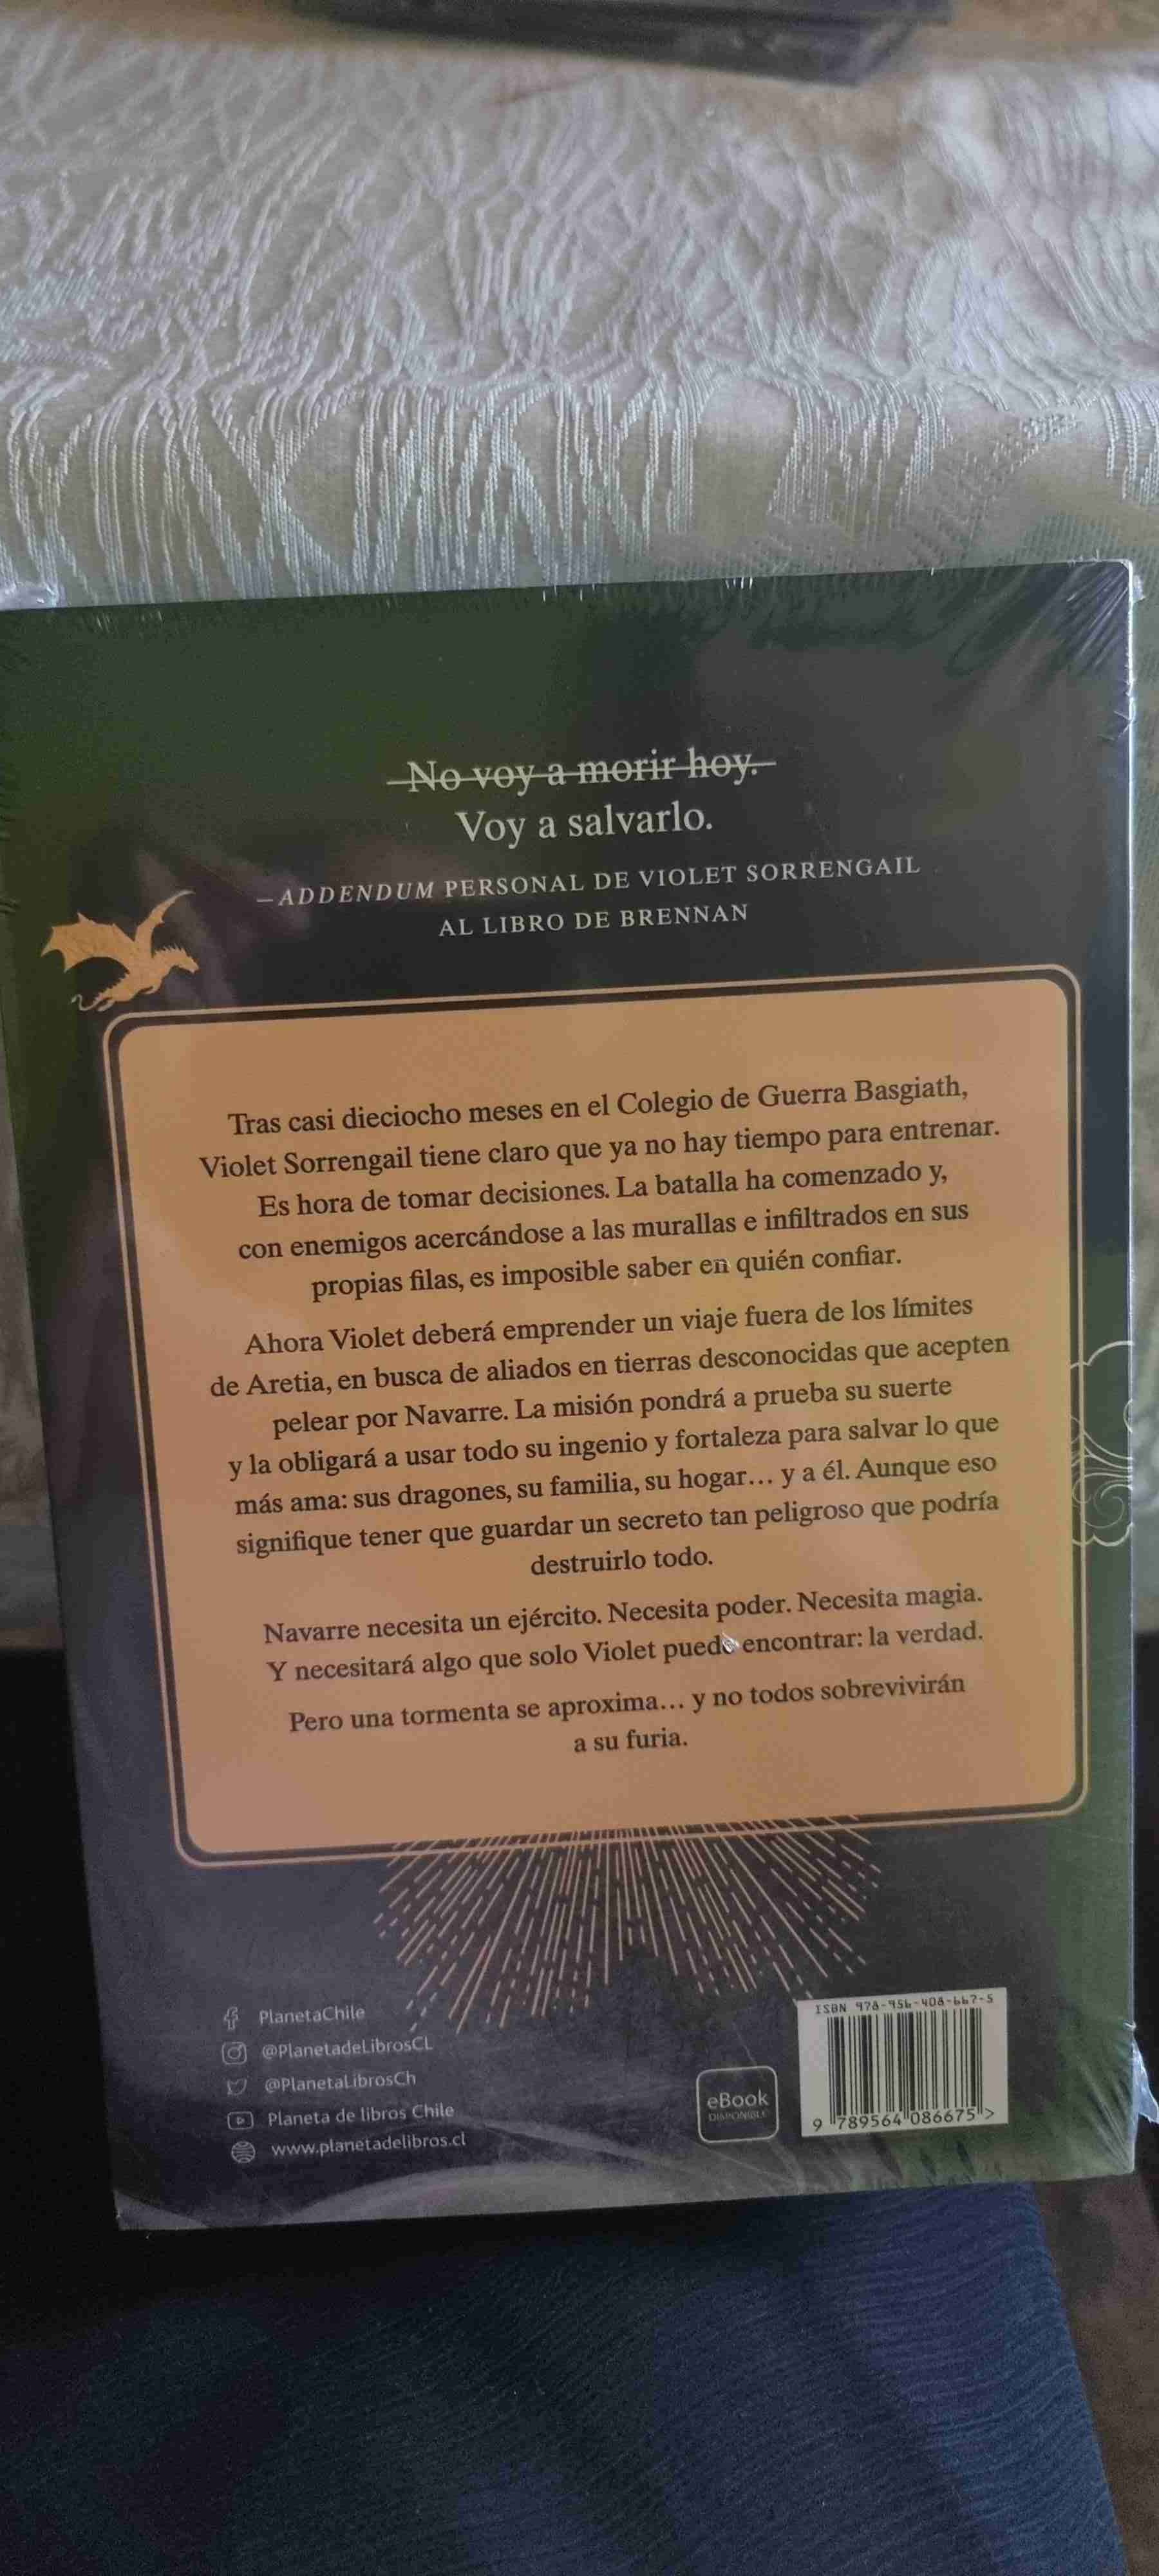 No voy a morir hoy.
Voy a salvarlo.
—ADDENDUM PERSONAL DE VIOLET SORRENGAIL
AL LIBRO DE BRENNAN
Tras casi dieciocho meses en el Colegio de Guerra Basgiath,
Violet Sorrengail tiene claro que ya no hay tiempo para entrenar.
Es hora de tomar decisiones. La batalla ha comenzado y,
con enemigos acercándose a las murallas e infiltrados en sus
propias filas, es imposible saber en quién confiar.
Ahora Violet deberá emprender un viaje fuera de los límites
de Aretia, en busca de aliados en tierras desconocidas que acepten
pelear por Navarre. La misión pondrá a prueba su suerte
y la obligará a usar todo su ingenio y fortaleza para salvar lo que
más ama: sus dragones, su familia, su hogar… y a él. Aunque eso
signifique tener que guardar un secreto tan peligroso que podría
destruirlo todo.
Navarre necesita un ejército. Necesita poder. Necesita magia.
Y necesitará algo que solo Violet puede encontrar: la verdad.
Pero una tormenta se aproxima… y no todos sobrevivirán
a su furia.
PlanetaChile
@PlanetadeLibrosCL
@PlanetaLibrosCh
Planeta de libros Chile
www.planetadelibros.cl
eBook
DISPONIBLE
ISBN 978-956-408-667-5
9 789564 086675 >